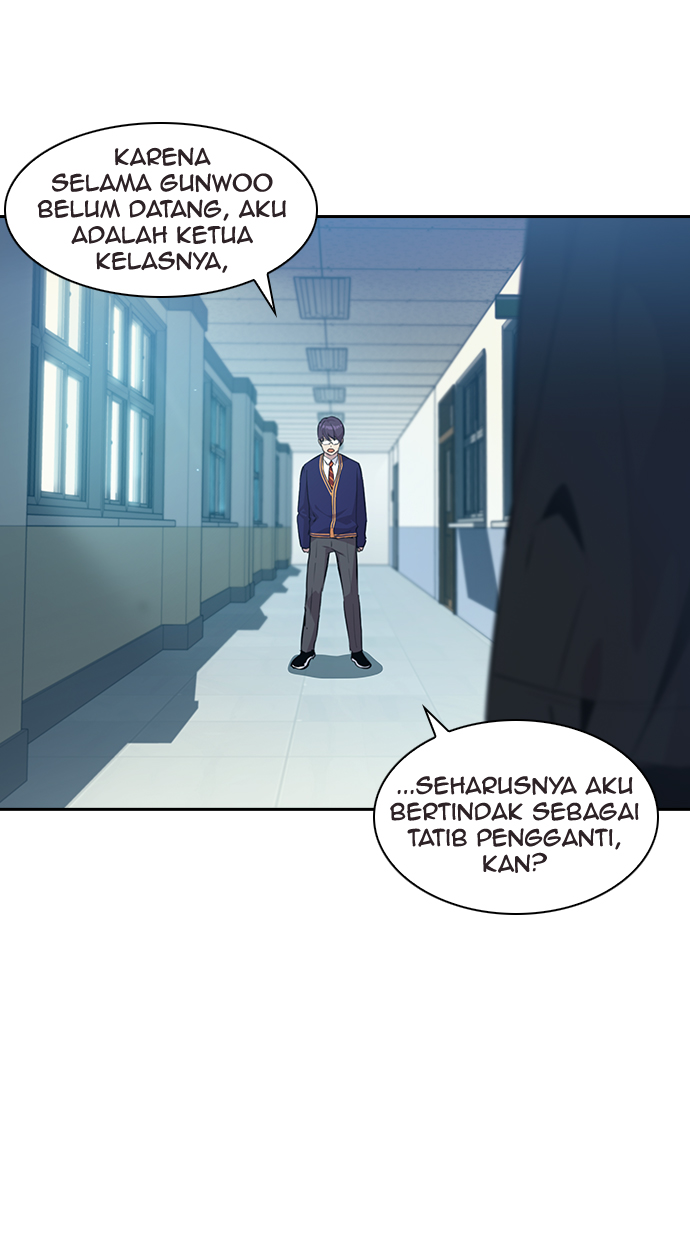 KARENA
SELAMA GUNWOO
BELUM DATANG, AKU
ADALAH KETUA
KELASNYA,
...SEHARUSNYA AKU
BERTINDAK SEBAGAI
TATIB PENGGANTI,
KAN?